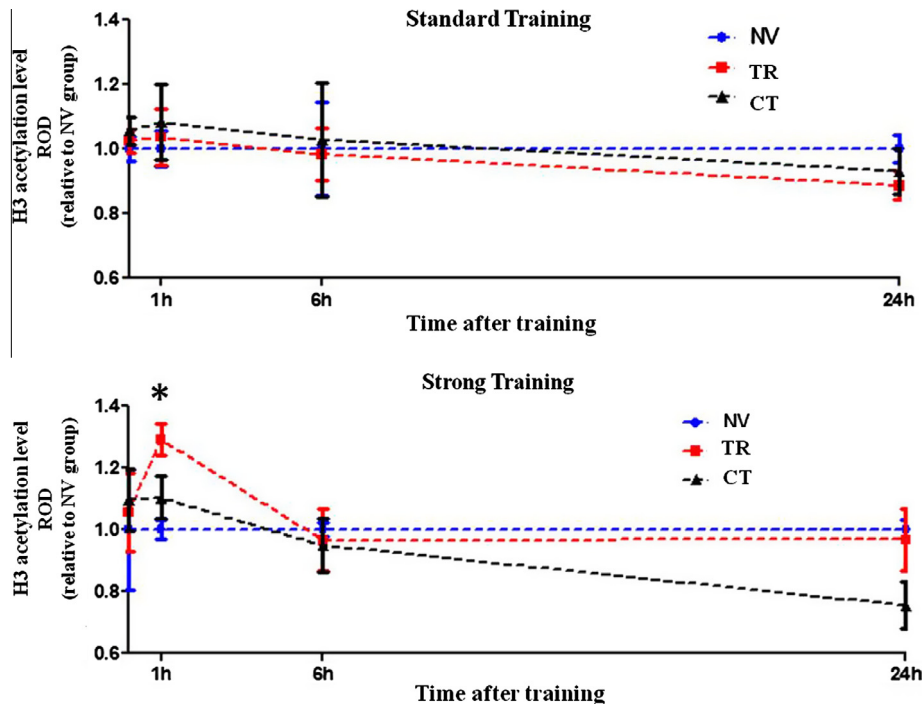 Standard Training
H3 acetylation level
ROD
(relative to NV group)
1.4
1.2
1.0
0.8
0.6
NV
TR
CT
1h
6h
24h
Time after training
Strong Training
*
H3 acetylation level
ROD
(relative to NV group)
1.4
1.2
1.0
0.8
0.6
NV
TR
CT
1h
6h
24h
Time after training